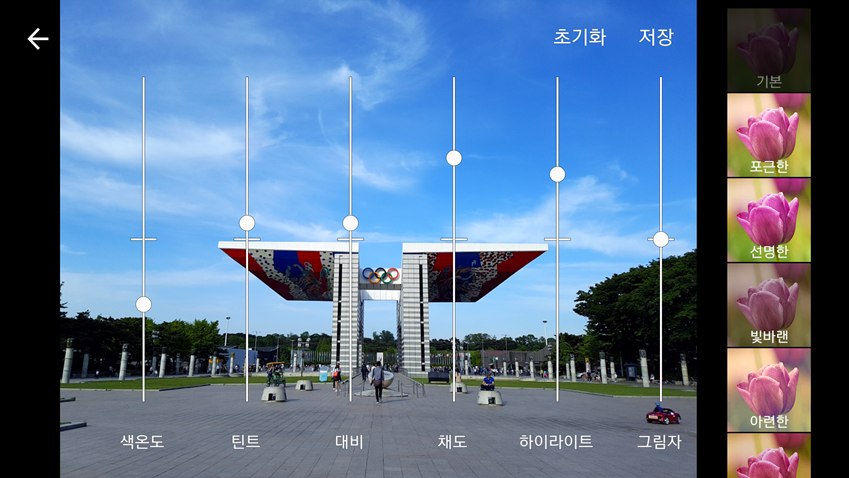 초기화 저장
색온도 틴트 대비 채도 하이라이트 그림자
기본
포근한
선명한
빛바랜
아련한